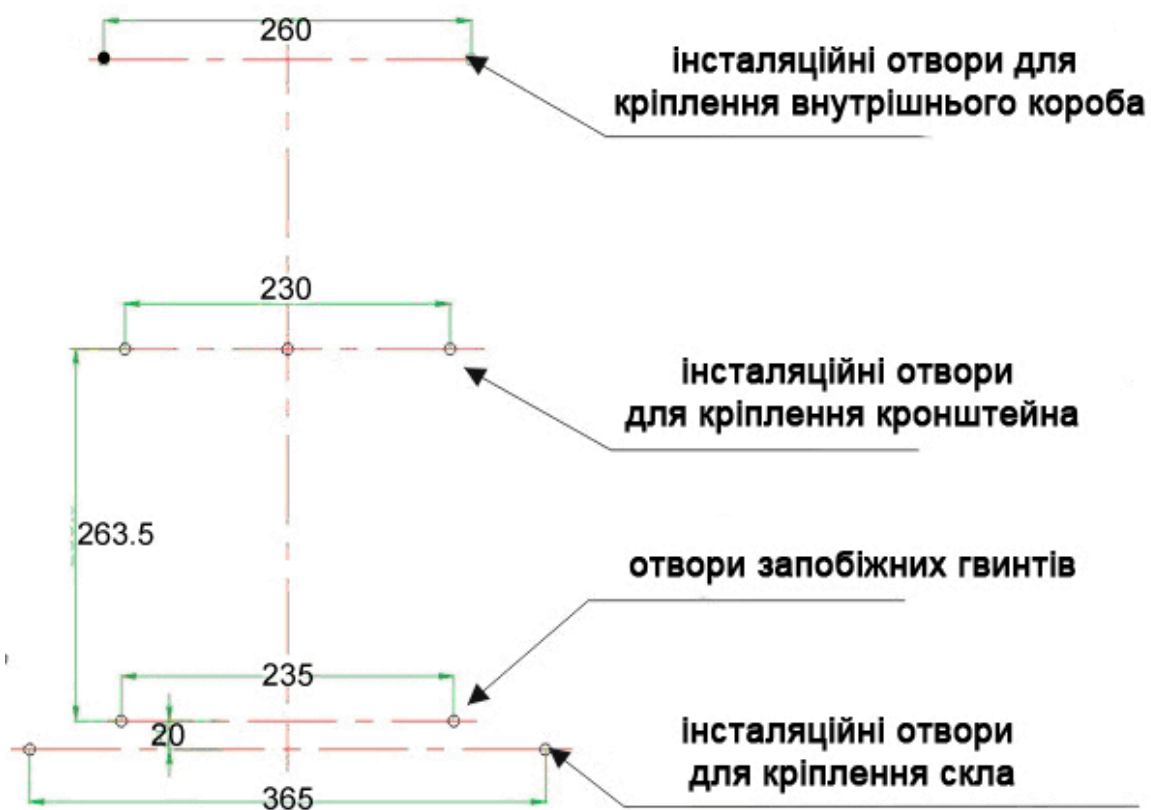 260
інсталяційні отвори для
кріплення внутрішнього короба
230
інсталяційні отвори
для кріплення кронштейна
263.5
отвори запобіжних гвинтів
235
20
інсталяційні отвори
для кріплення скла
365